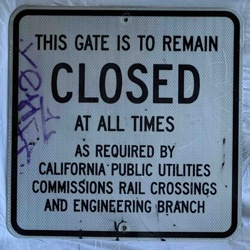 THIS GATE IS TO REMAIN
CLOSED
AT ALL TIMES
AS REQUIRED BY
CALIFORNIA PUBLIC UTILITIES
COMMISSIONS RAIL CROSSINGS
AND ENGINEERING BRANCH